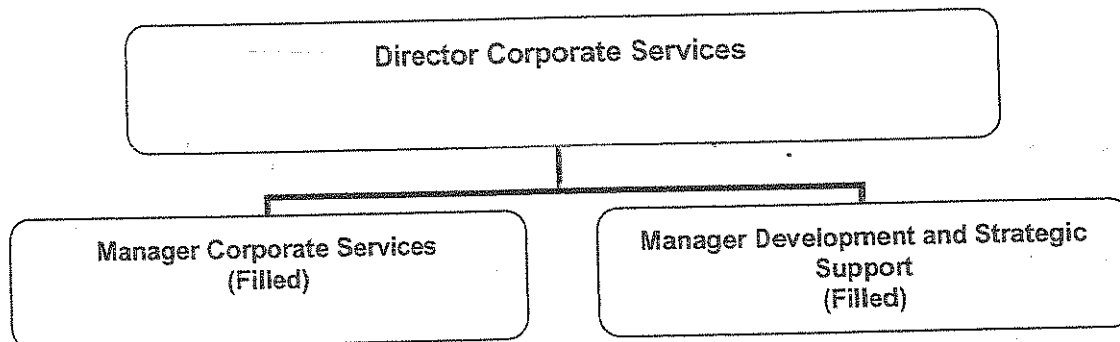 Director Corporate Services
Manager Corporate Services
(Filled)
Manager Development and Strategic
Support
(Filled)